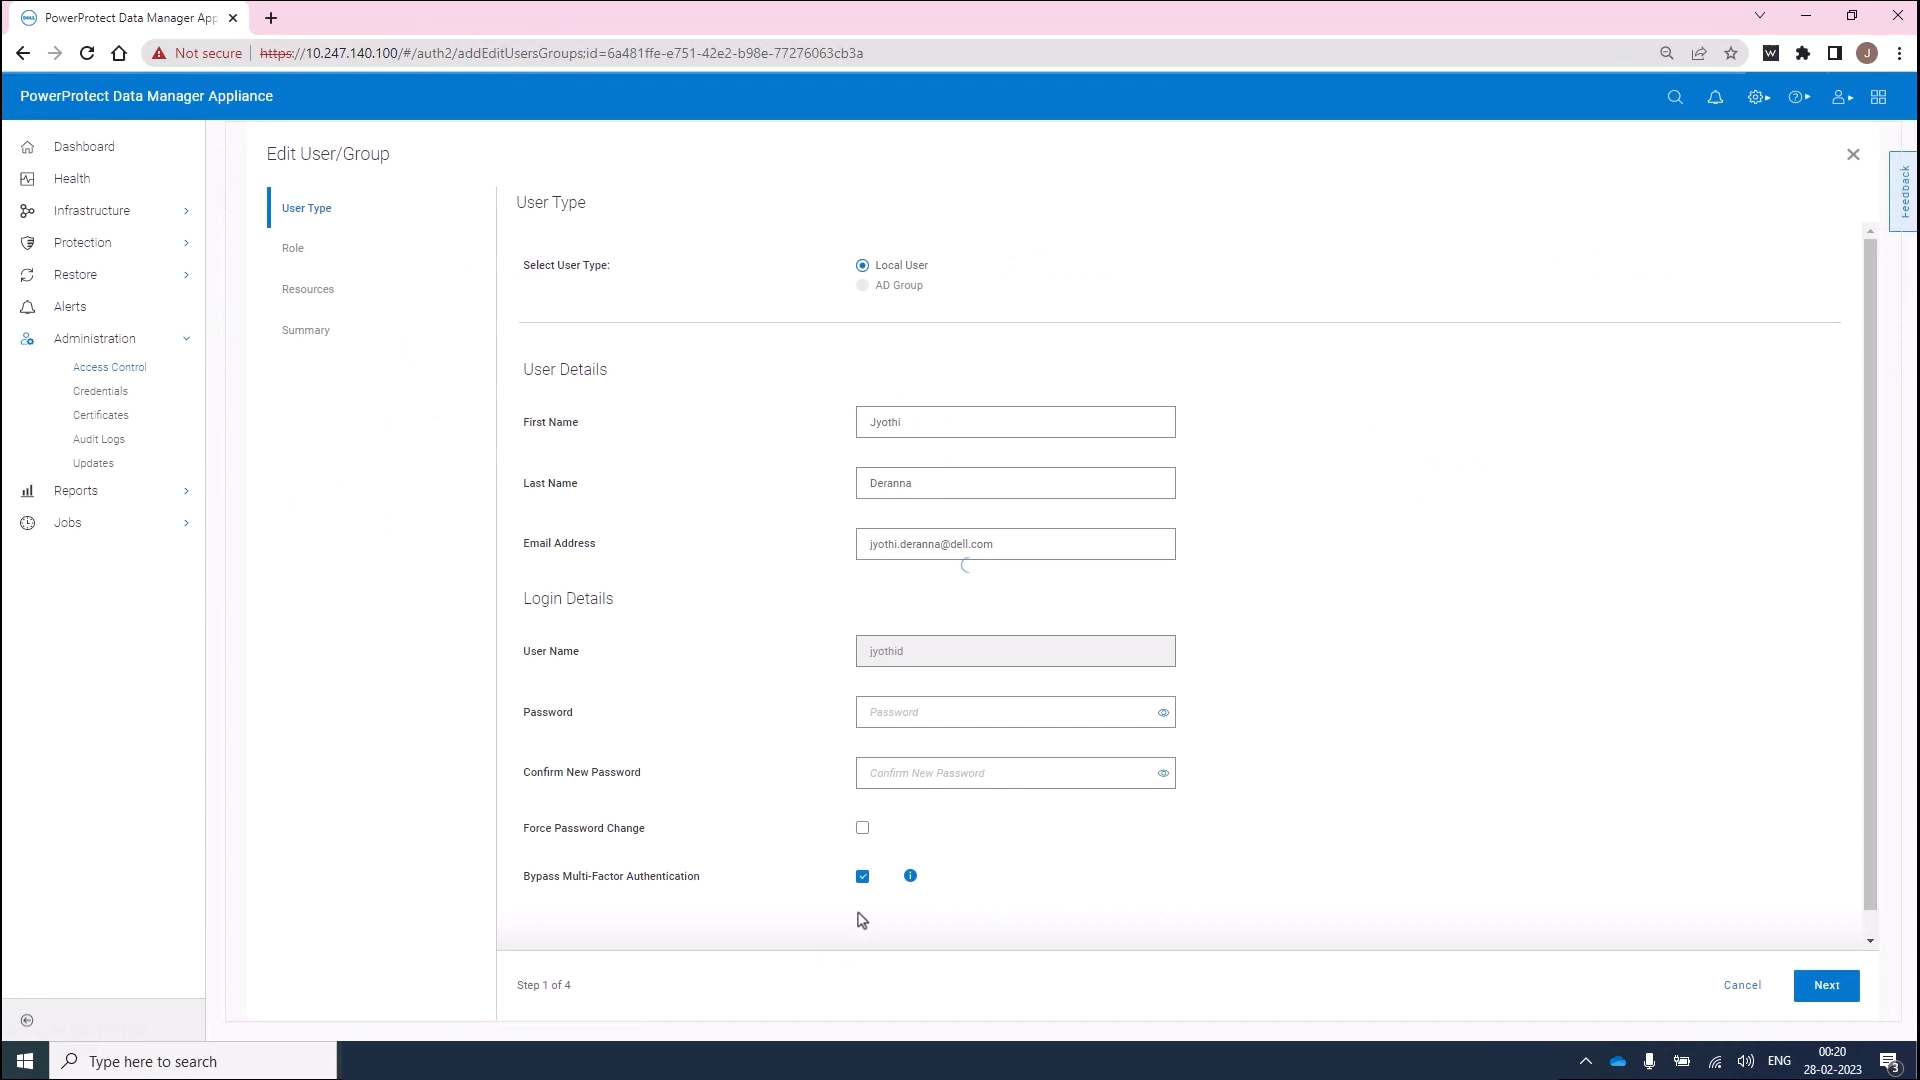 PowerProtect Data Manager App
Not secure
https://10.247.140.100/#/auth2/addEditUsersGroups;id=6a481ffe-e751-42e2-b98e-77276063cb3a
W
J
PowerProtect Data Manager Appliance
Dashboard
Health
Infrastructure
Protection
Restore
Alerts
Administration
Access Control
Credentials
Certificates
Audit Logs
Updates
Reports
Jobs
Edit User/Group
User Type
Role
Resources
Summary
User Type
Select User Type:
Local User
AD Group
User Details
First Name
Jyothi
Last Name
Deranna
Email Address
jyothi.deranna@dell.com
Login Details
User Name
jyothid
Password
Password
Confirm New Password
Confirm New Password
Force Password Change
Bypass Multi-Factor Authentication
Step 1 of 4
Cancel
Next
Feedback
Type here to search
ENG
00:20
28-02-2023
3